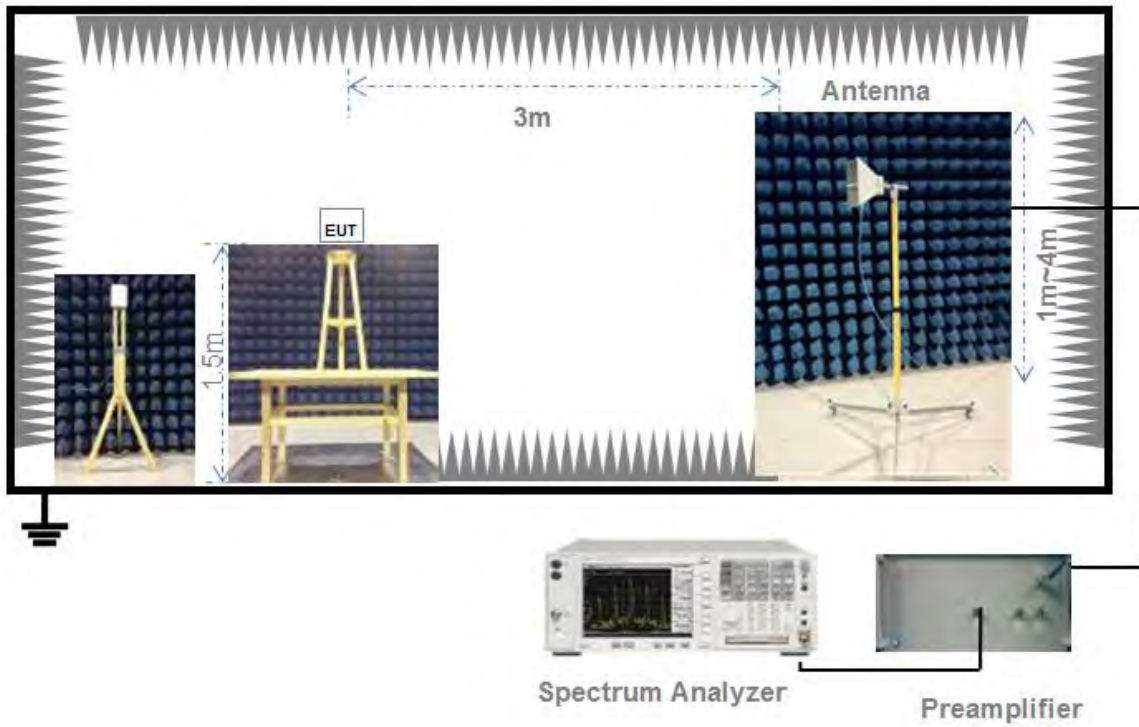 Antenna
3m
EUT
1.5m
1m~4m
Spectrum Analyzer
Preamplifier